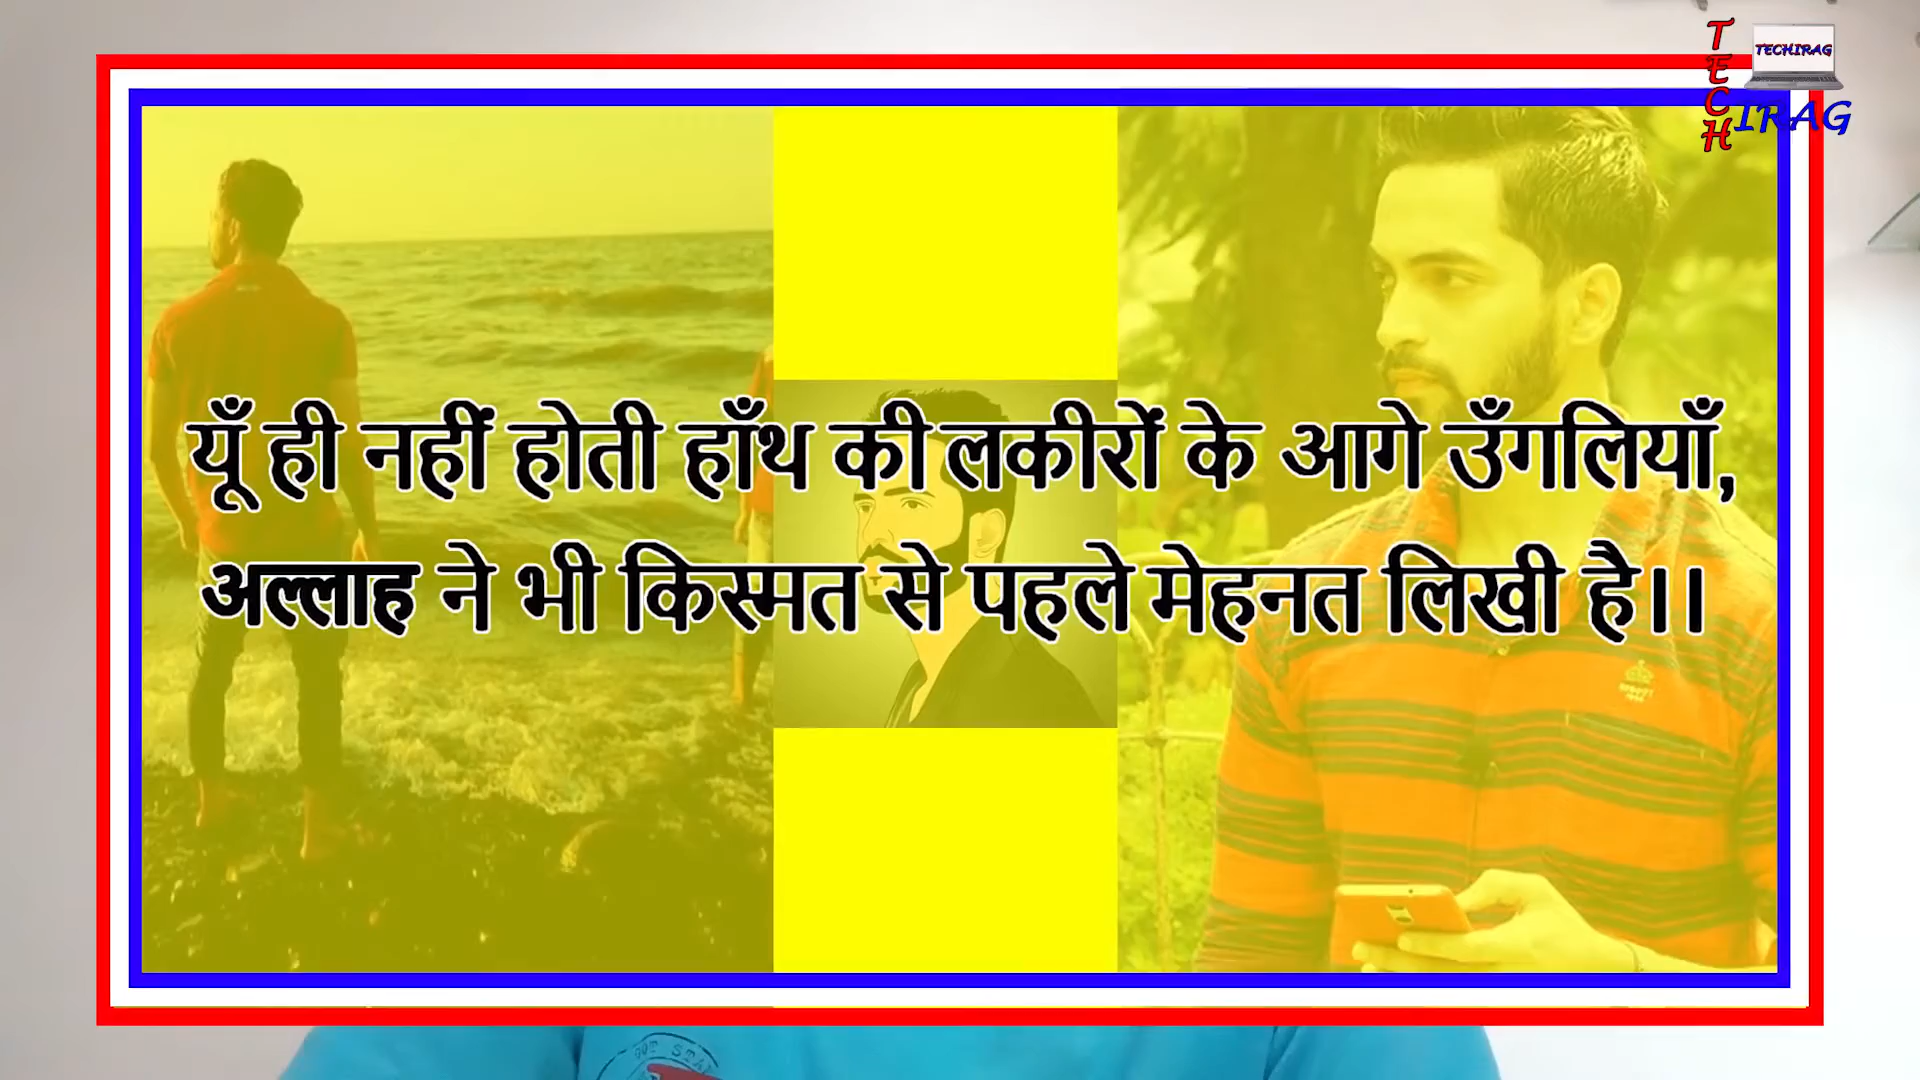 TECH
TECHIRAG
IRAG
यूँ ही नहीं होती हाँथ की लकीरों के आगे उँगलियाँ,
अल्लाह ने भी किस्मत से पहले मेहनत लिखी है।।